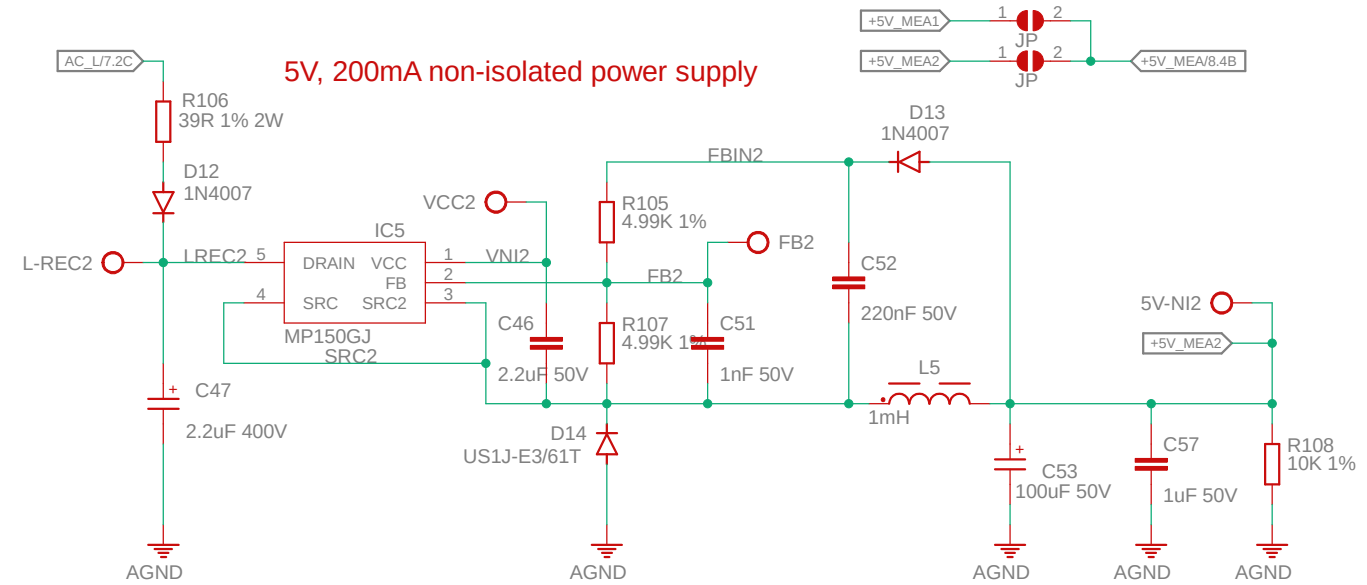 +5V_MEA1
1
2
JP
+5V_MEA2
1
2
JP
+5V_MEA/8.4B
AC_L/7.2C
5V, 200mA non-isolated power supply
R106
39R 1% 2W
D12
1N4007
D13
1N4007
FBIN2
VCC2
R105
4.99K 1%
IC5
L-REC2
LREC2
5
DRAIN
VCC
1
VNI2
FB
2
FB2
FB2
4
SRC
SRC2
3
MP150GJ
SRC2
C52
220nF 50V
C46
2.2uF 50V
R107
4.99K 1%
C51
1nF 50V
5V-NI2
+5V_MEA2
L5
1mH
+
C47
2.2uF 400V
D14
US1J-E3/61T
+
C53
100uF 50V
C57
1uF 50V
R108
10K 1%
AGND
AGND
AGND
AGND
AGND